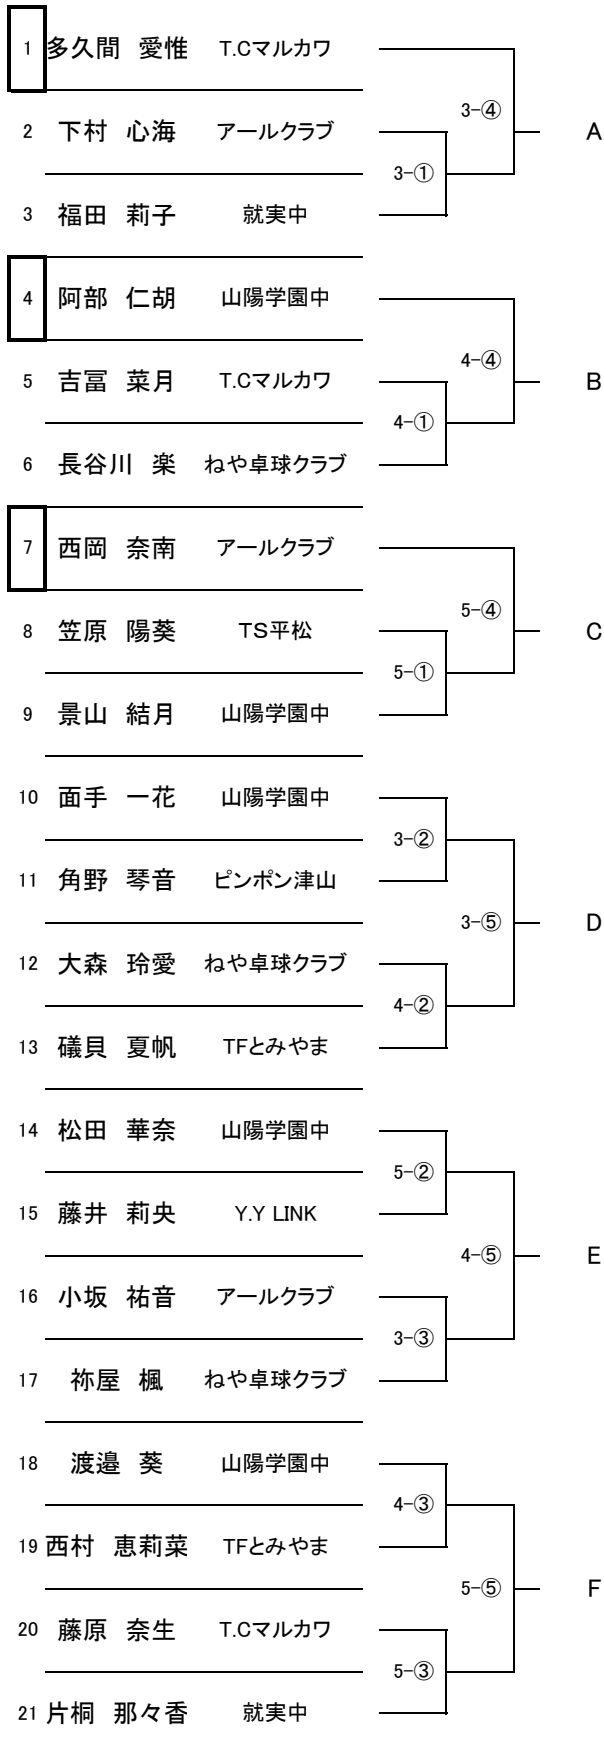 1 多久間 愛惟 T.Cマルカワ
3-④ A
2 下村 心海 アールクラブ
3-①
3 福田 莉子 就実中
4 阿部 仁胡 山陽学園中
4-④ B
5 吉冨 菜月 T.Cマルカワ
4-①
6 長谷川 楽 ねや卓球クラブ
7 西岡 奈南 アールクラブ
5-④ C
8 笠原 陽葵 TS平松
5-①
9 景山 結月 山陽学園中
10 面手 一花 山陽学園中
3-②
11 角野 琴音 ピンポン津山
3-⑤ D
12 大森 玲愛 ねや卓球クラブ
4-②
13 礒貝 夏帆 TFとみやま
14 松田 華奈 山陽学園中
5-②
15 藤井 莉央 Y.Y LINK
4-⑤ E
16 小坂 祐音 アールクラブ
3-③
17 祢屋 楓 ねや卓球クラブ
18 渡邉 葵 山陽学園中
4-③
19 西村 恵莉菜 TFとみやま
5-⑤ F
20 藤原 奈生 T.Cマルカワ
5-③
21 片桐 那々香 就実中